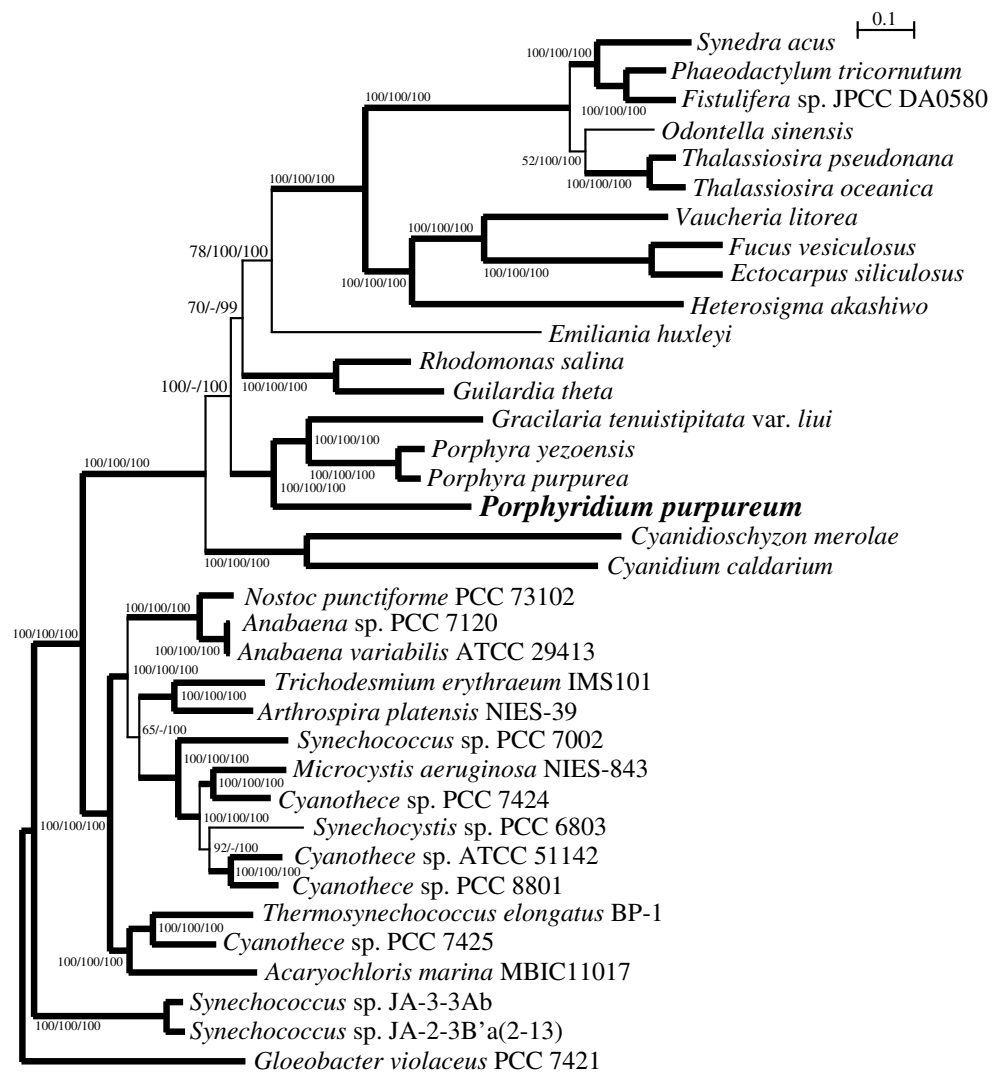 0.1
Synedra acus
100/100/100
Phaeodactylum tricornutum
Fistulifera sp. JPCC DA0580
100/100/100
100/100/100
Odontella sinensis
52/100/100
Thalassiosira pseudonana
100/100/100
Thalassiosira oceanica
100/100/100
Vaucheria litorea
100/100/100
Fucus vesiculosus
78/100/100
100/100/100
Ectocarpus siliculosus
100/100/100
Heterosigma akashiwo
70/-/99
Emiliania huxleyi
Rhodomonas salina
100/-/100
100/100/100
Guilardia theta
Gracilaria tenuistipitata var. liui
100/100/100
Porphyra yezoensis
100/100/100
100/100/100
Porphyra purpurea
100/100/100
Porphyridium purpureum
Cyanidioschyzon merolae
100/100/100
Cyanidium caldarium
Nostoc punctiforme PCC 73102
100/100/100
Anabaena sp. PCC 7120
100/100/100
100/100/100
Anabaena variabilis ATCC 29413
100/100/100
Trichodesmium erythraeum IMS101
100/100/100
Arthrospira platensis NIES-39
65/-/100
Synechococcus sp. PCC 7002
100/100/100
Microcystis aeruginosa NIES-843
100/100/100
Cyanothece sp. PCC 7424
100/100/100
100/100/100
Synechocystis sp. PCC 6803
92/-/100
Cyanothece sp. ATCC 51142
100/100/100
Cyanothece sp. PCC 8801
Thermosynechococcus elongatus BP-1
100/100/100
Cyanothece sp. PCC 7425
100/100/100
Acaryochloris marina MBIC11017
Synechococcus sp. JA-3-3Ab
100/100/100
Synechococcus sp. JA-2-3B'a(2-13)
Gloeobacter violaceus PCC 7421